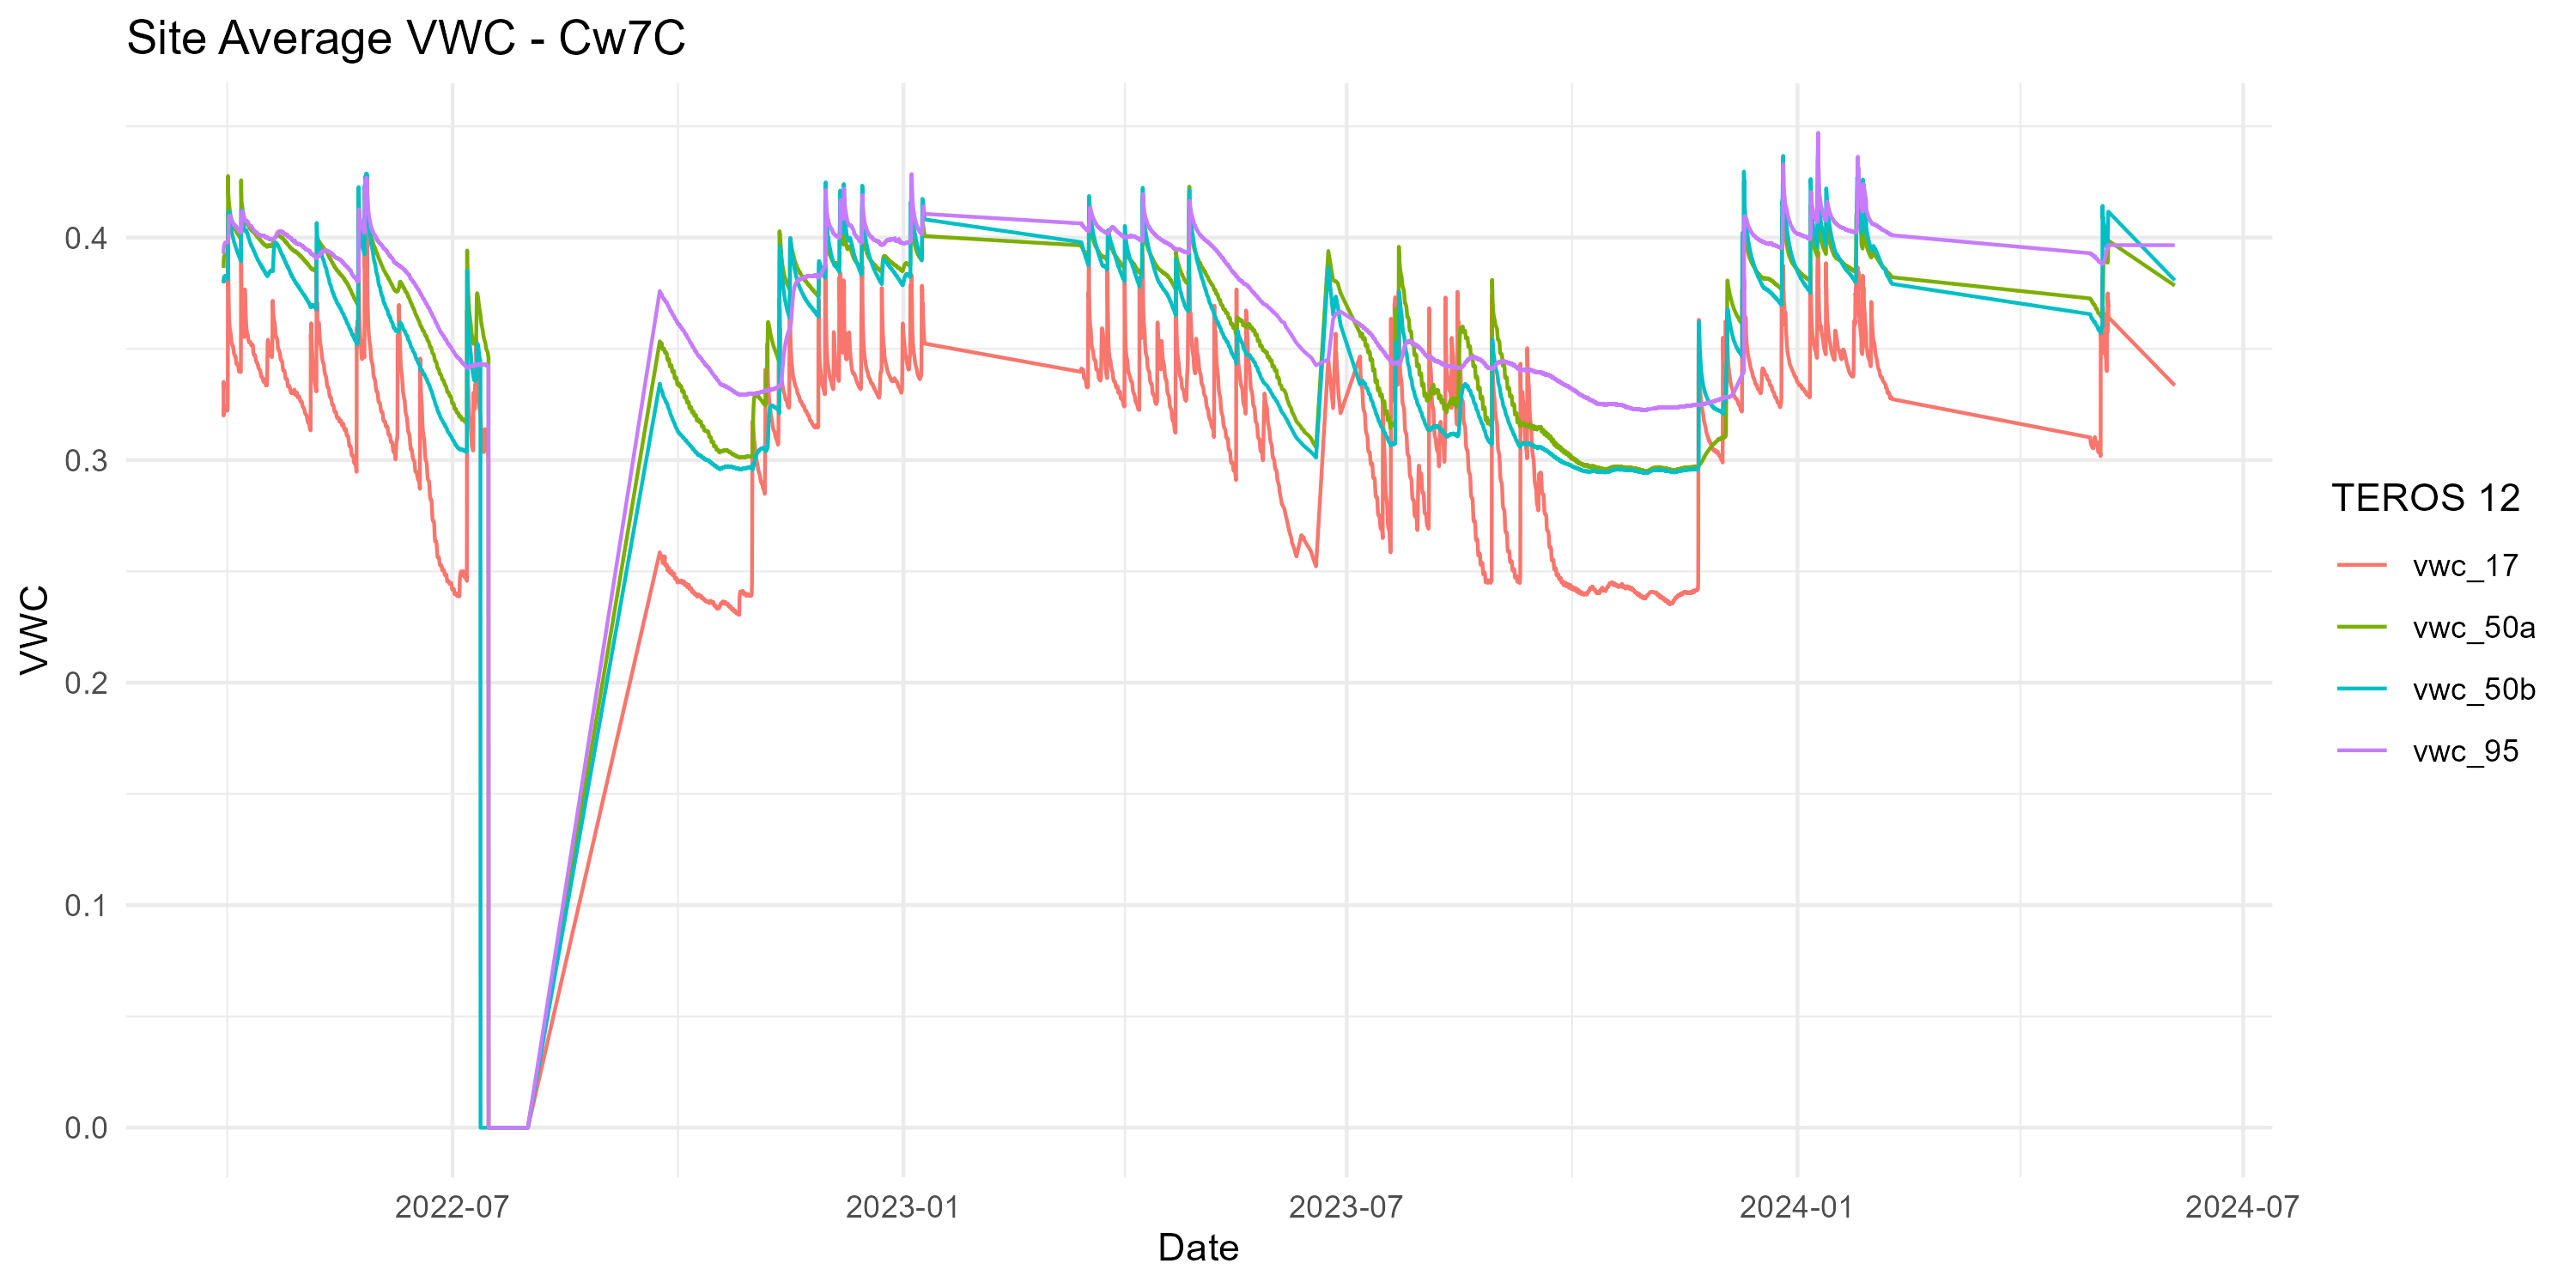 Site Average VWC - Cw7C
VWC
0.4
0.3
0.2
0.1
0.0
2022-07
2023-01
2023-07
2024-01
2024-07
Date
TEROS 12
vwc_17
vwc_50a
vwc_50b
vwc_95